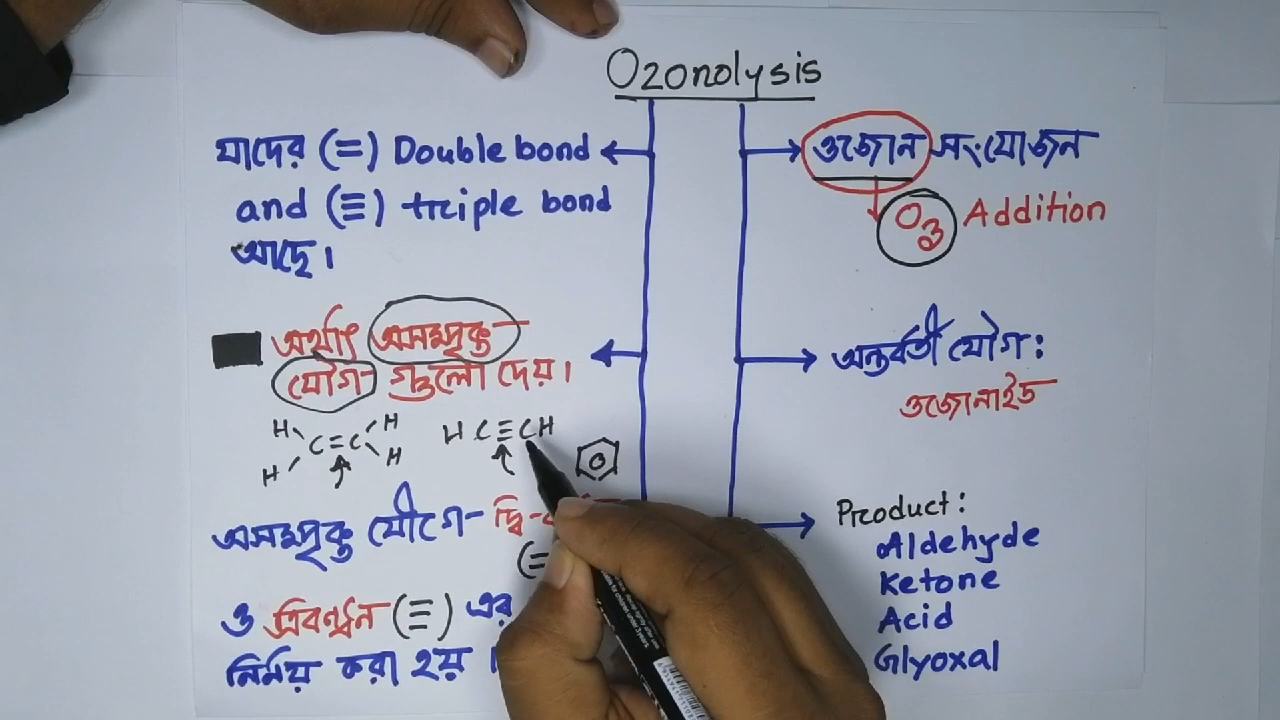 Ozonolysis
যাদের (=) Double bond
and (≡) triple bond
আছে।
অর্থাৎ অসম্পৃক্ত
যৌগ গুলো দেয়।
H H
C=C
H H
H C≡CH
অসম্পৃক্ত যৌগে দ্বি-
(=
ও ত্রিবন্ধন (≡) এর
নির্ণয় করা হয়।
ওজোন সংযোজন
O3 Addition
অন্তর্বর্তী যৌগ:
ওজোনাইড
Product:
Aldehyde
Ketone
Acid
Glyoxal